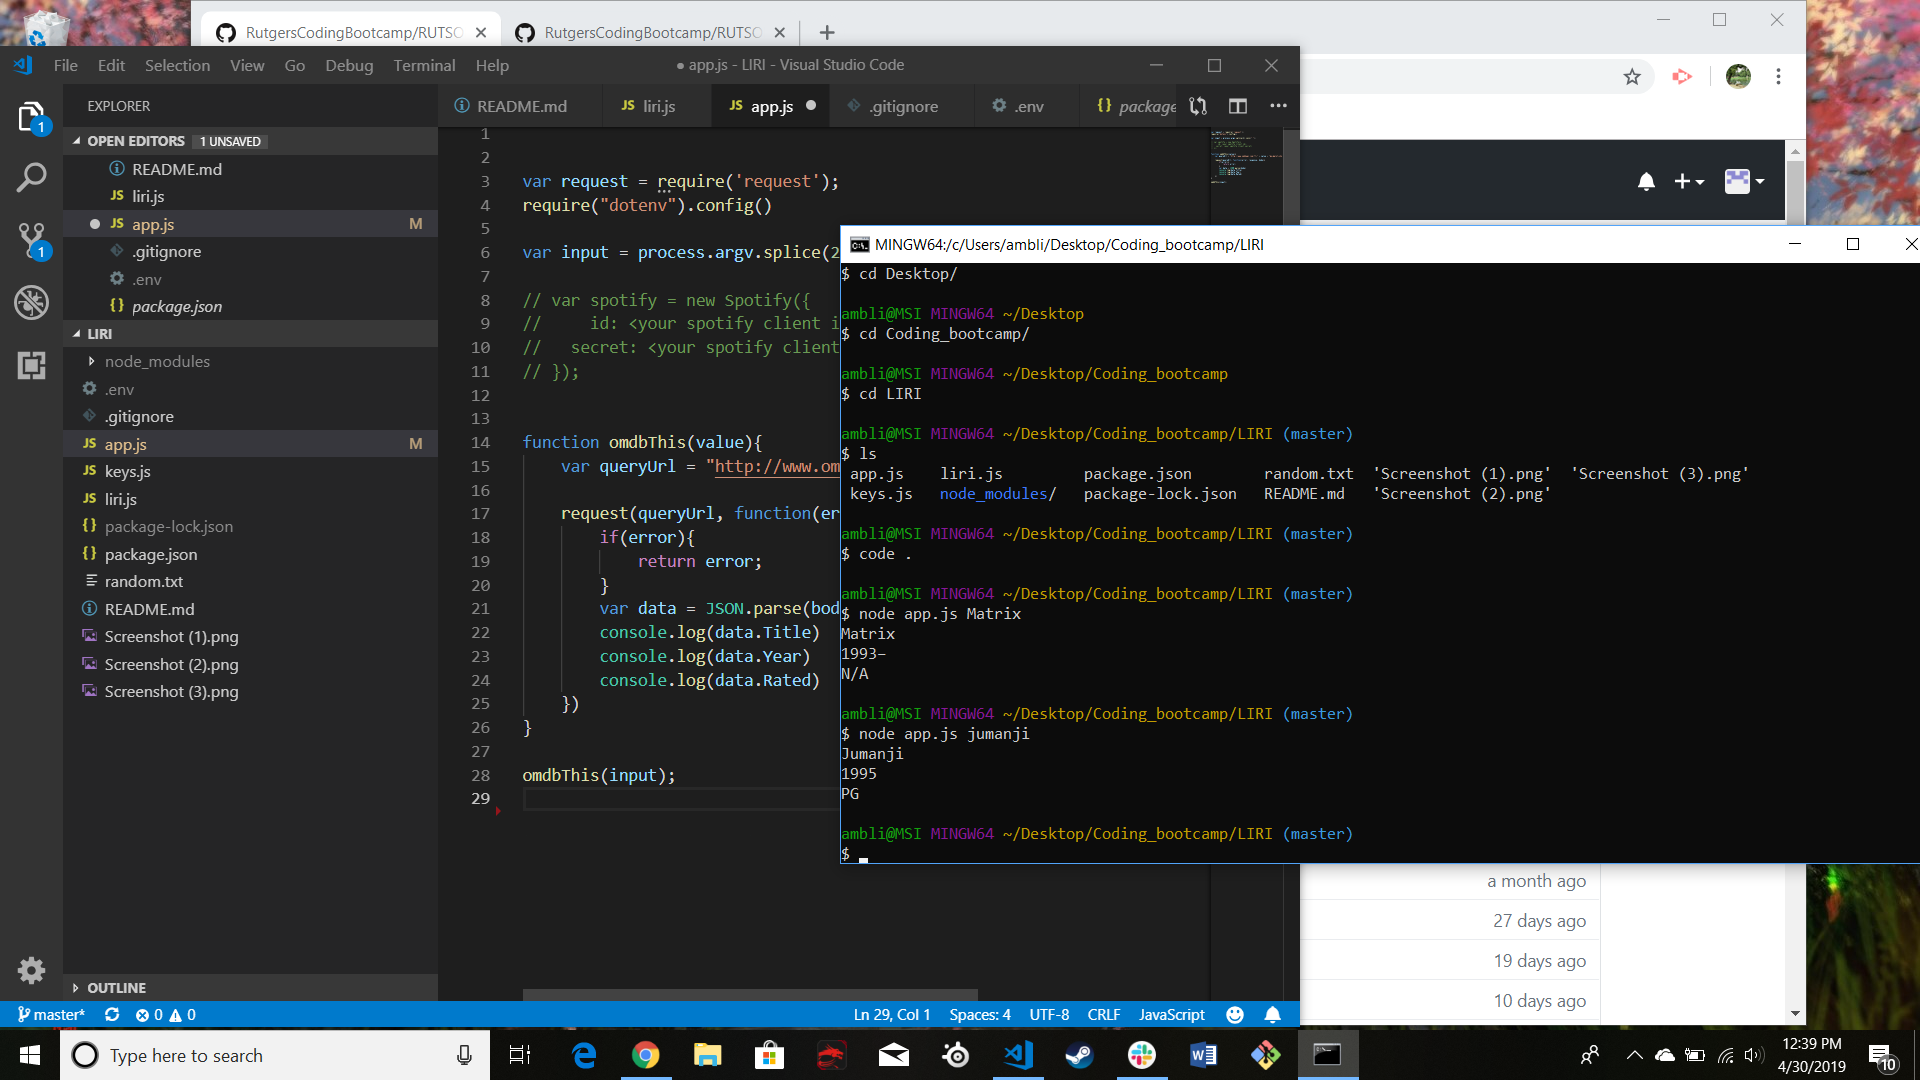 RutgersCodingBootcamp/RUTSO
RutgersCodingBootcamp/RUTSO
File Edit Selection View Go Debug Terminal Help
● app.js - LIRI - Visual Studio Code
EXPLORER
README.md
JS liri.js
JS app.js
.gitignore
.env
{} package
OPEN EDITORS 1 UNSAVED
README.md
JS liri.js
JS app.js M
.gitignore
.env
{} package.json
LIRI
node_modules
.env
.gitignore
JS app.js M
JS keys.js
JS liri.js
{} package-lock.json
{} package.json
random.txt
README.md
Screenshot (1).png
Screenshot (2).png
Screenshot (3).png
OUTLINE
1
1
1
2
3 var request = require('request');
4 require("dotenv").config()
5
6 var input = process.argv.splice(2
7
8 // var spotify = new Spotify({
9 //     id: <your spotify client i
10 //   secret: <your spotify client
11 // });
12
13
14 function omdbThis(value){
15     var queryUrl = "http://www.om
16
17     request(queryUrl, function(er
18         if(error){
19             return error;
20         }
21         var data = JSON.parse(bod
22         console.log(data.Title)
23         console.log(data.Year)
24         console.log(data.Rated)
25     })
26 }
27
28 omdbThis(input);
29
MINGW64:/c/Users/ambli/Desktop/Coding_bootcamp/LIRI
$ cd Desktop/
ambli@MSI MINGW64 ~/Desktop
$ cd Coding_bootcamp/
ambli@MSI MINGW64 ~/Desktop/Coding_bootcamp
$ cd LIRI
ambli@MSI MINGW64 ~/Desktop/Coding_bootcamp/LIRI (master)
$ ls
app.js    liri.js         package.json        random.txt   'Screenshot (1).png'   'Screenshot (3).png'
keys.js   node_modules/   package-lock.json   README.md    'Screenshot (2).png'
ambli@MSI MINGW64 ~/Desktop/Coding_bootcamp/LIRI (master)
$ code .
ambli@MSI MINGW64 ~/Desktop/Coding_bootcamp/LIRI (master)
$ node app.js Matrix
Matrix
1993–
N/A
ambli@MSI MINGW64 ~/Desktop/Coding_bootcamp/LIRI (master)
$ node app.js jumanji
Jumanji
1995
PG
ambli@MSI MINGW64 ~/Desktop/Coding_bootcamp/LIRI (master)
$
a month ago
27 days ago
19 days ago
10 days ago
master* 0 0
Ln 29, Col 1 Spaces: 4 UTF-8 CRLF JavaScript
Type here to search
12:39 PM
4/30/2019
10